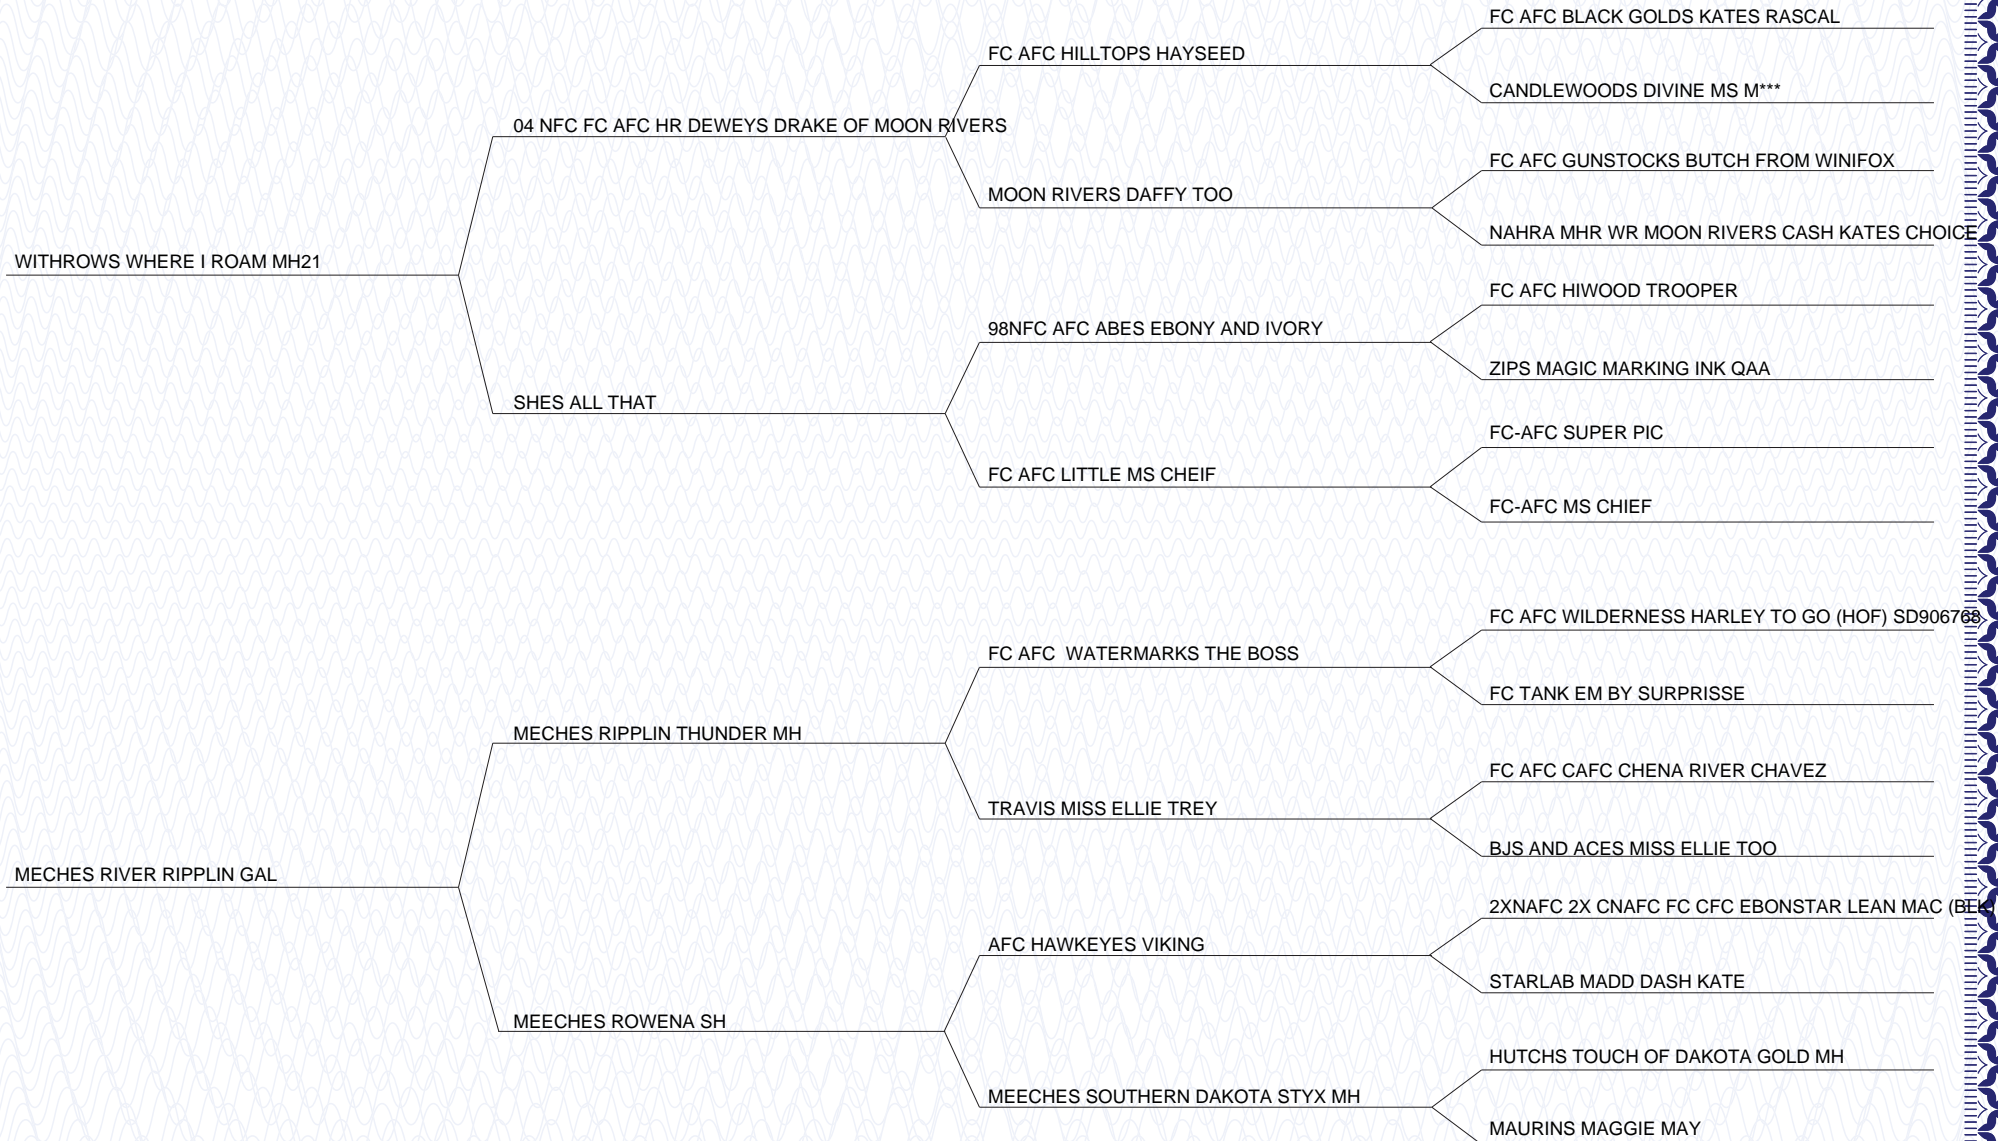 FC AFC BLACK GOLDS KATES RASCAL
FC AFC HILLTOPS HAYSEED
CANDLEWOODS DIVINE MS M***
04 NFC FC AFC HR DEWEYS DRAKE OF MOON RIVERS
FC AFC GUNSTOCKS BUTCH FROM WINIFOX
MOON RIVERS DAFFY TOO
NAHRA MHR WR MOON RIVERS CASH KATES CHOICE
WITHROWS WHERE I ROAM MH21
FC AFC HIWOOD TROOPER
98NFC AFC ABES EBONY AND IVORY
ZIPS MAGIC MARKING INK QAA
SHES ALL THAT
FC-AFC SUPER PIC
FC AFC LITTLE MS CHEIF
FC-AFC MS CHIEF
FC AFC WILDERNESS HARLEY TO GO (HOF) SD906768
FC AFC  WATERMARKS THE BOSS
FC TANK EM BY SURPRISSE
MECHES RIPPLIN THUNDER MH
FC AFC CAFC CHENA RIVER CHAVEZ
TRAVIS MISS ELLIE TREY
BJS AND ACES MISS ELLIE TOO
MECHES RIVER RIPPLIN GAL
2XNAFC 2X CNAFC FC CFC EBONSTAR LEAN MAC (BLK)
AFC HAWKEYES VIKING
STARLAB MADD DASH KATE
MEECHES ROWENA SH
HUTCHS TOUCH OF DAKOTA GOLD MH
MEECHES SOUTHERN DAKOTA STYX MH
MAURINS MAGGIE MAY